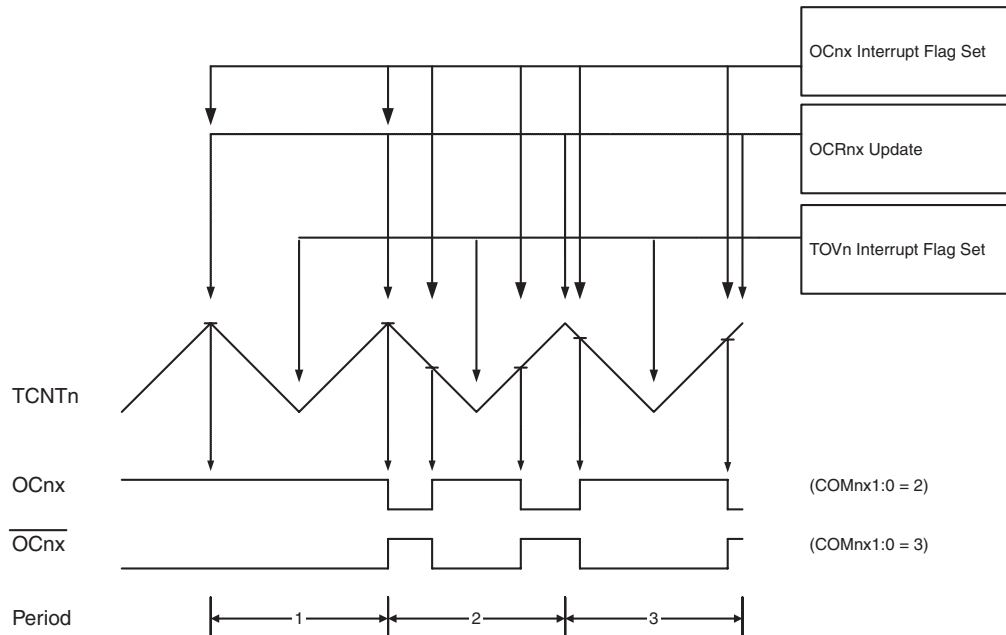 OCnx Interrupt Flag Set
OCRnx Update
TOVn Interrupt Flag Set
TCNTn
OCnx (COMnx1:0 = 2)
OCnx (COMnx1:0 = 3)
Period 1 2 3